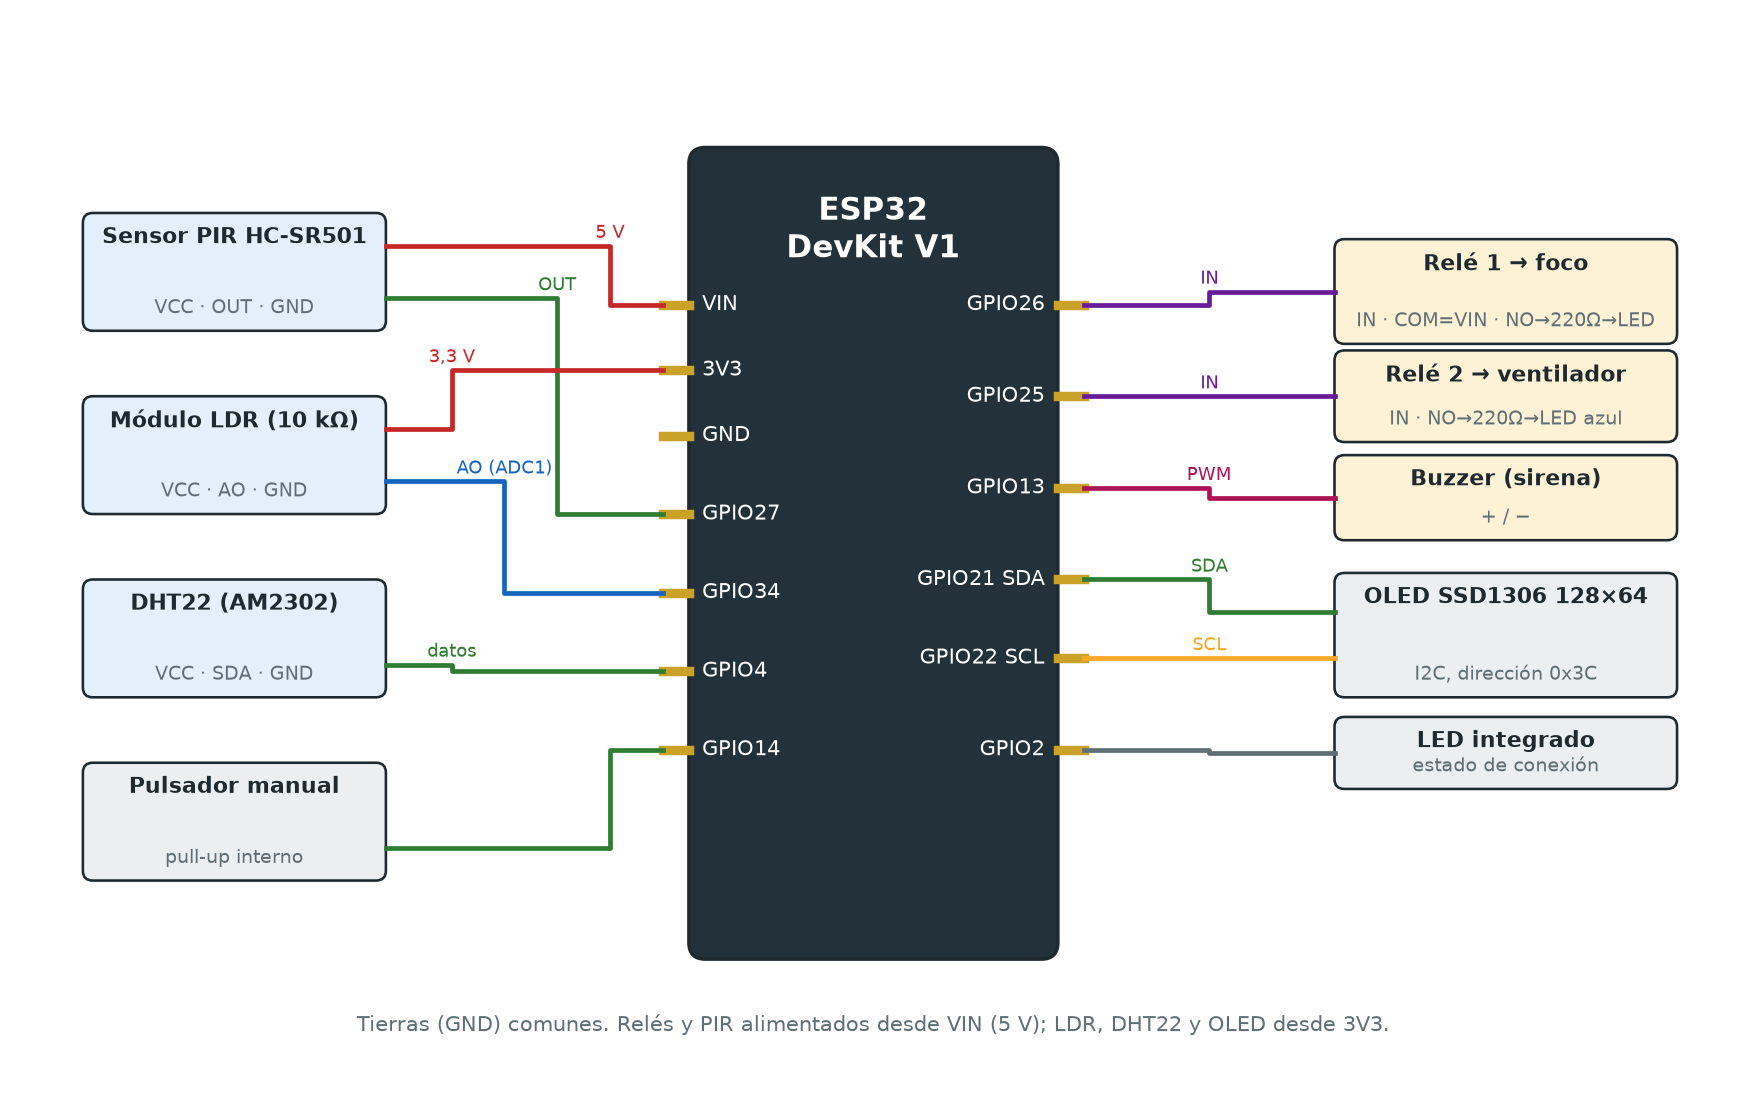 ESP32
DevKit V1
Sensor PIR HC-SR501
VCC · OUT · GND
5 V
OUT
Módulo LDR (10 kΩ)
VCC · AO · GND
3,3 V
AO (ADC1)
DHT22 (AM2302)
VCC · SDA · GND
datos
Pulsador manual
pull-up interno
VIN
3V3
GND
GPIO27
GPIO34
GPIO4
GPIO14
GPIO26
GPIO25
GPIO13
GPIO21 SDA
GPIO22 SCL
GPIO2
IN
IN
PWM
SDA
SCL
Relé 1 → foco
IN · COM=VIN · NO→220Ω→LED
Relé 2 → ventilador
IN · NO→220Ω→LED azul
Buzzer (sirena)
+ / −
OLED SSD1306 128×64
I2C, dirección 0x3C
LED integrado
estado de conexión
Tierras (GND) comunes. Relés y PIR alimentados desde VIN (5 V); LDR, DHT22 y OLED desde 3V3.